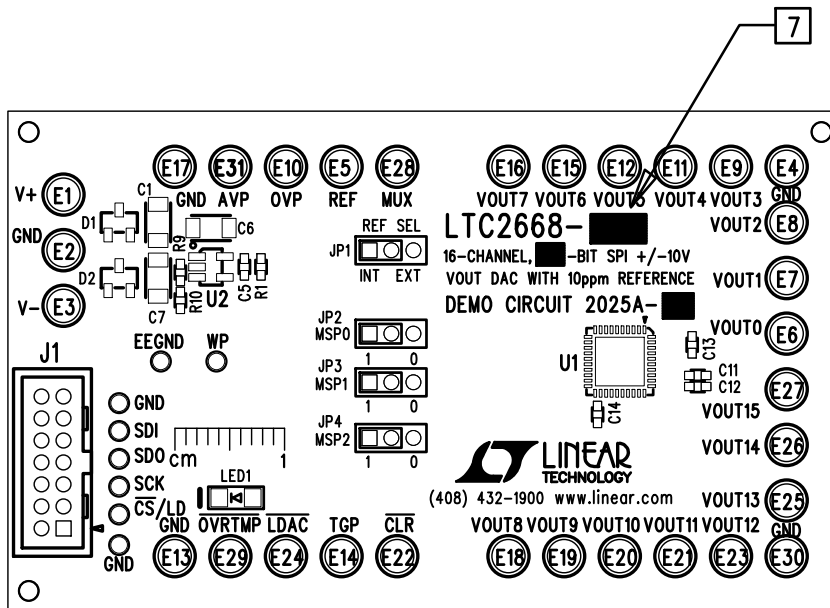 7
E17 E31 E10 E5 E28 E16 E15 E12 E11 E9 E4
GND AVP OVP REF MUX VOUT7 VOUT6 VOUT5 VOUT4 VOUT3 GND
V+ E1
D1 C1 C6 R9
GND E2
D2 C7 R10 U2 C5 R1
V- E3
REF SEL
JP1
INT EXT
LTC2668-
16-CHANNEL, -BIT SPI +/-10V
VOUT DAC WITH 10ppm REFERENCE
DEMO CIRCUIT 2025A-
VOUT2 E8
VOUT1 E7
VOUT0 E6
EEGND WP
JP2
MSP0
1 0
JP3
MSP1
1 0
JP4
MSP2
1 0
U1
C13
C11
C12
C14
E27
VOUT15
VOUT14 E26
VOUT13 E25
J1
GND
SDI
SDO
SCK
CS/LD
GND
cm 1
LED1
LINEAR
TECHNOLOGY
(408) 432-1900 www.linear.com
GND OVRTMP LDAC TGP CLR VOUT8 VOUT9 VOUT10 VOUT11 VOUT12 GND
E13 E29 E24 E14 E22 E18 E19 E20 E21 E23 E30